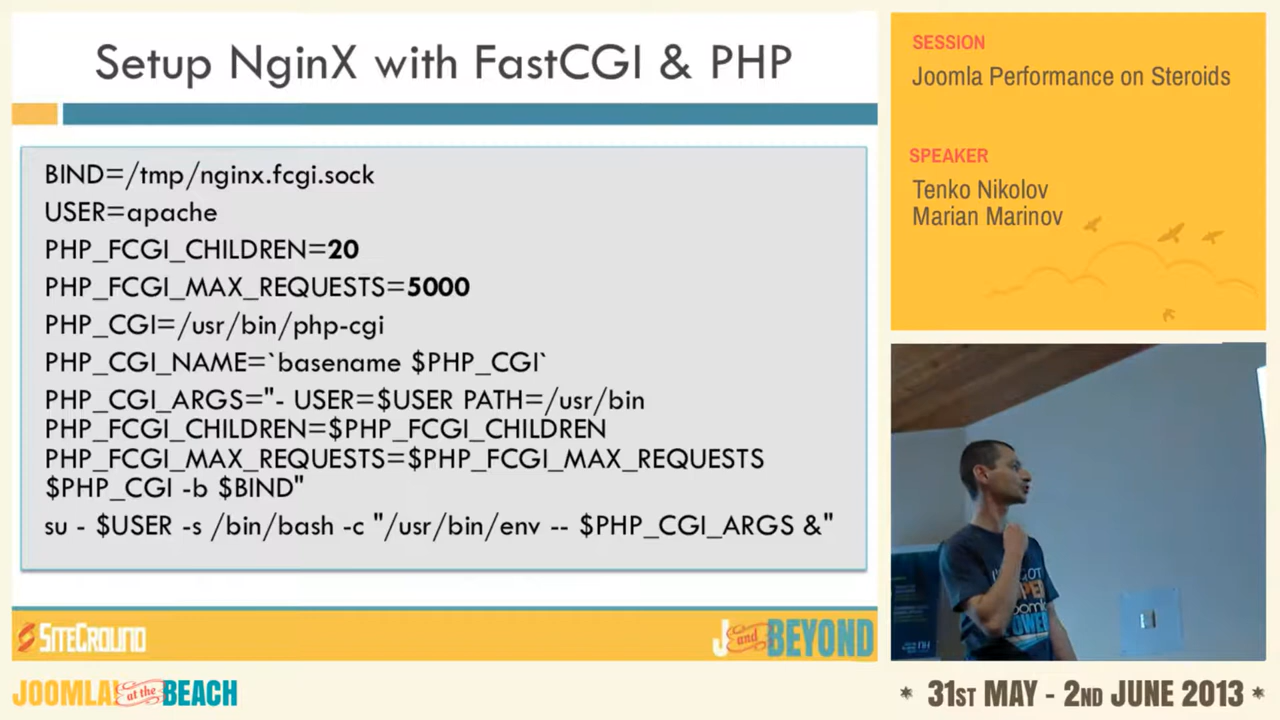 Setup NginX with FastCGI & PHP
BIND=/tmp/nginx.fcgi.sock
USER=apache
PHP_FCGI_CHILDREN=20
PHP_FCGI_MAX_REQUESTS=5000
PHP_CGI=/usr/bin/php-cgi
PHP_CGI_NAME=`basename $PHP_CGI`
PHP_CGI_ARGS="- USER=$USER PATH=/usr/bin
PHP_FCGI_CHILDREN=$PHP_FCGI_CHILDREN
PHP_FCGI_MAX_REQUESTS=$PHP_FCGI_MAX_REQUESTS
$PHP_CGI -b $BIND"
su - $USER -s /bin/bash -c "/usr/bin/env -- $PHP_CGI_ARGS &"
SITEGROUND
J and BEYOND
SESSION
Joomla Performance on Steroids
SPEAKER
Tenko Nikolov
Marian Marinov
JOOMLA! at the BEACH
* 31ST MAY - 2ND JUNE 2013 *